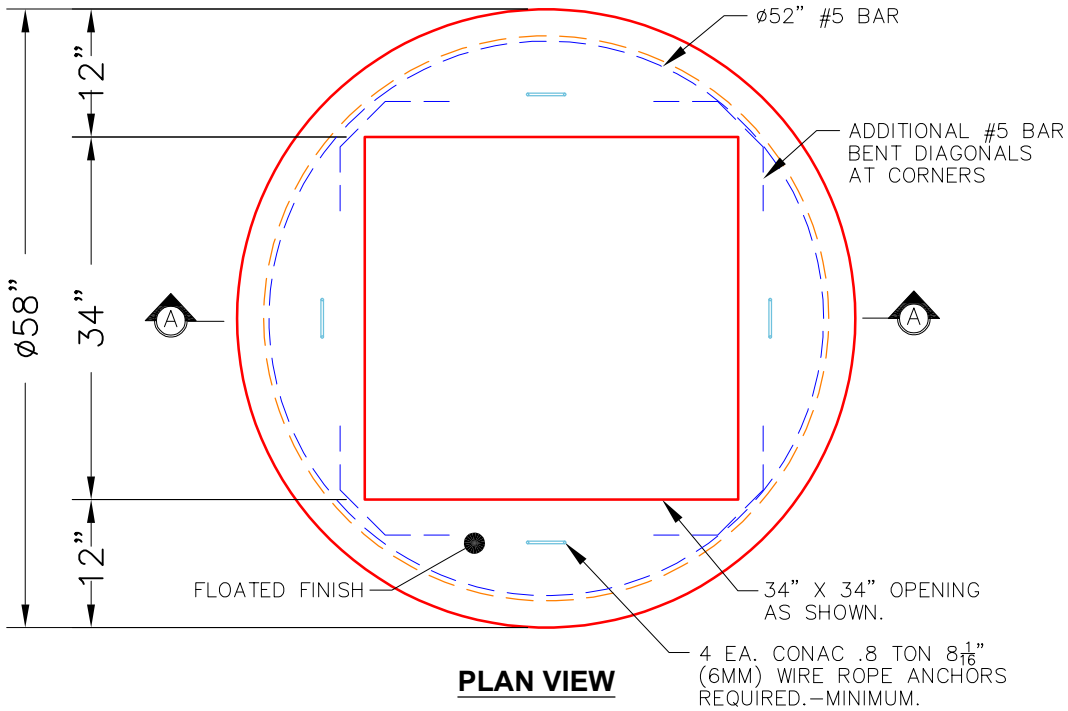 ø52" #5 BAR
12"
ADDITIONAL #5 BAR
BENT DIAGONALS
AT CORNERS
ø58"
34"
A
A
12"
FLOATED FINISH
34" X 34" OPENING
AS SHOWN.
4 EA. CONAC .8 TON 8 1/16"
(6MM) WIRE ROPE ANCHORS
REQUIRED.–MINIMUM.
PLAN VIEW